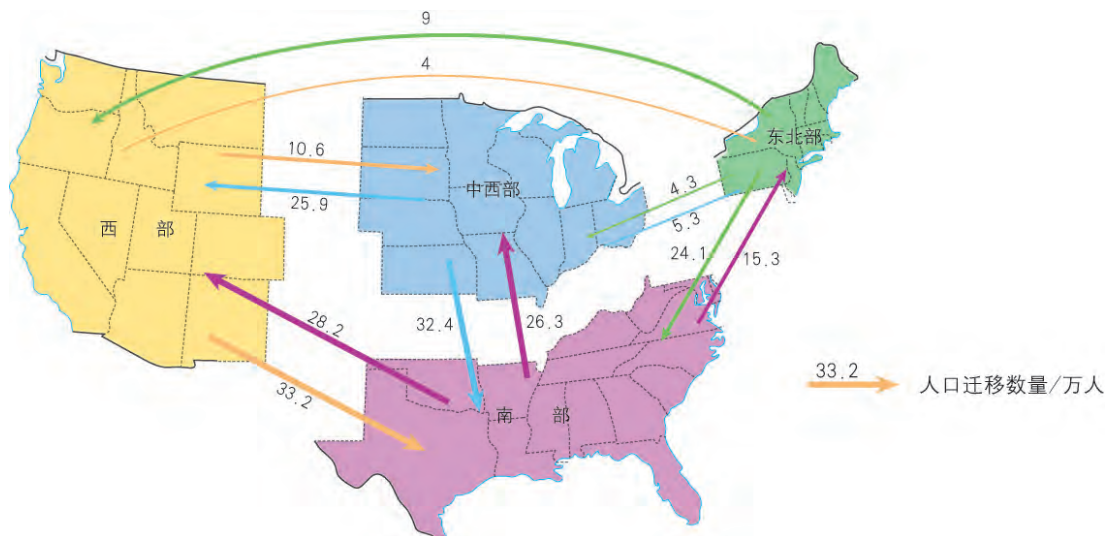 9
4
东北部
10.6
中西部
4.3
25.9
5.3
西 部
24.1
15.3
28.2
32.4
26.3
33.2
33.2
人口迁移数量/万人
南 部